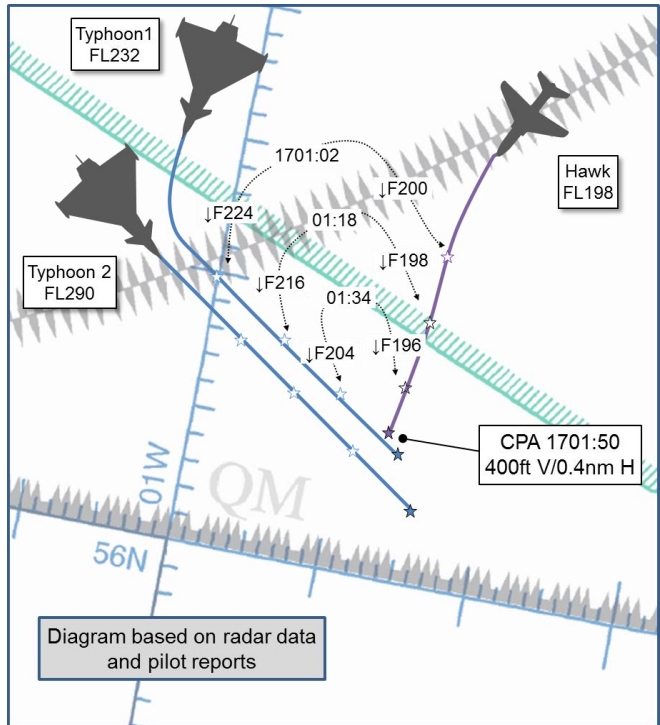 Typhoon1
FL232
1701:02
↓F200
Hawk
FL198
↓F224
01:18
Typhoon 2
FL290
↓F216
↓F198
01:34
↓F204
↓F196
CPA 1701:50
400ft V/0.4nm H
01W
QM
56N
Diagram based on radar data
and pilot reports